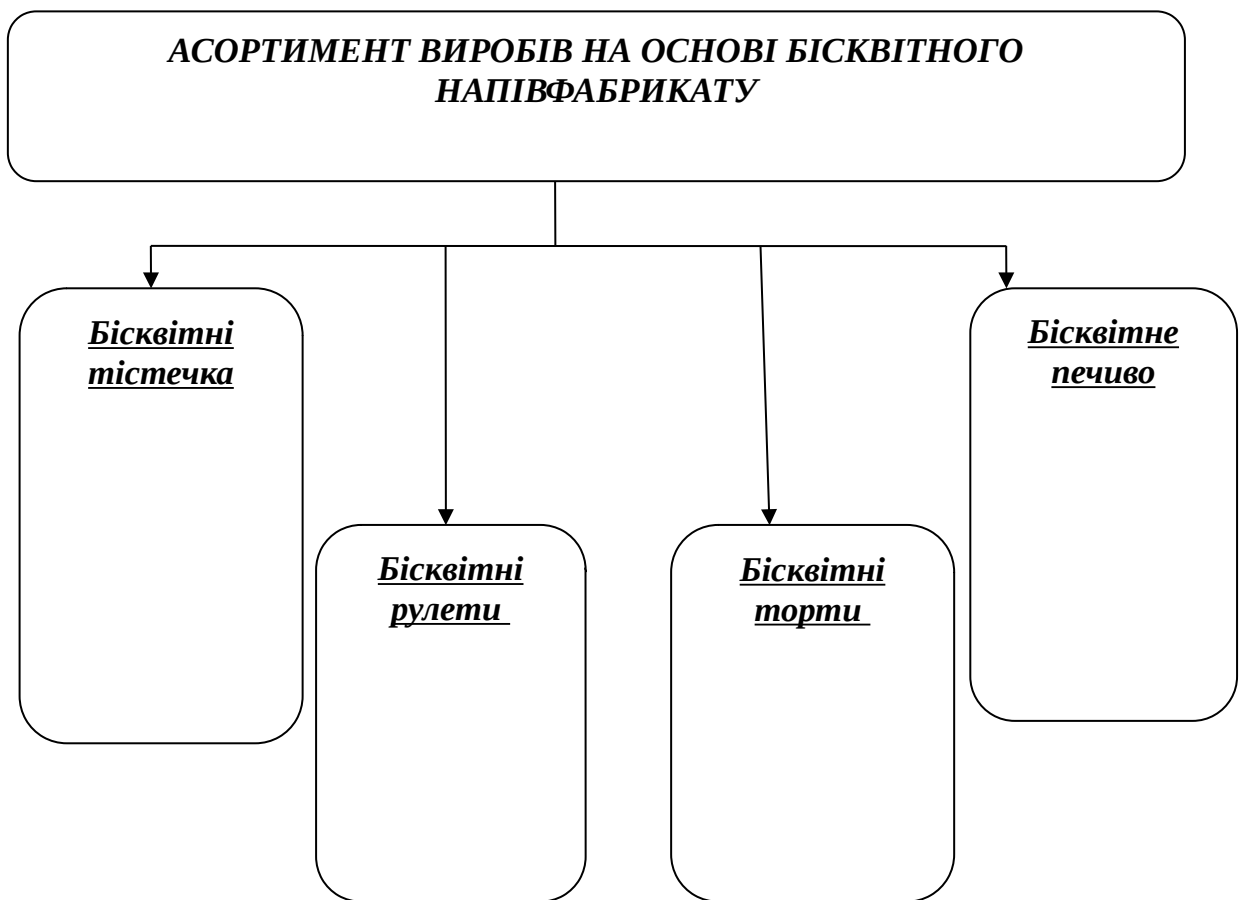 АСОРТИМЕНТ ВИРОБІВ НА ОСНОВІ БІСКВІТНОГО
НАПІВФАБРИКАТУ
Бісквітні
тістечка
Бісквітні
рулети
Бісквітні
торти
Бісквітне
печиво